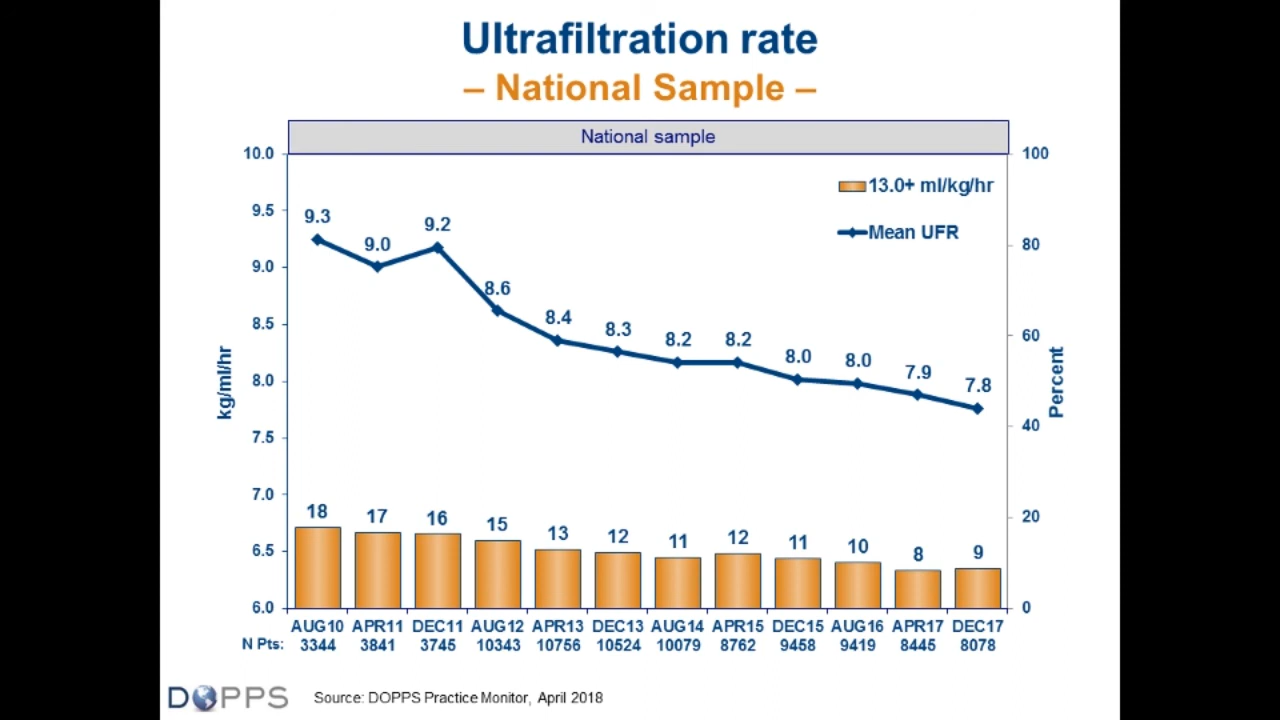 Ultrafiltration rate
– National Sample –
National sample
10.0
9.5
9.0
8.5
8.0
7.5
7.0
6.5
6.0
kg/ml/hr
100
80
60
40
20
0
Percent
13.0+ ml/kg/hr
Mean UFR
9.3 9.0 9.2 8.6 8.4 8.3 8.2 8.2 8.0 8.0 7.9 7.8
18 17 16 15 13 12 11 12 11 10 8 9
AUG10 APR11 DEC11 AUG12 APR13 DEC13 AUG14 APR15 DEC15 AUG16 APR17 DEC17
N Pts: 3344 3841 3745 10343 10756 10524 10079 8762 9458 9419 8445 8078
DOPPS
Source: DOPPS Practice Monitor, April 2018